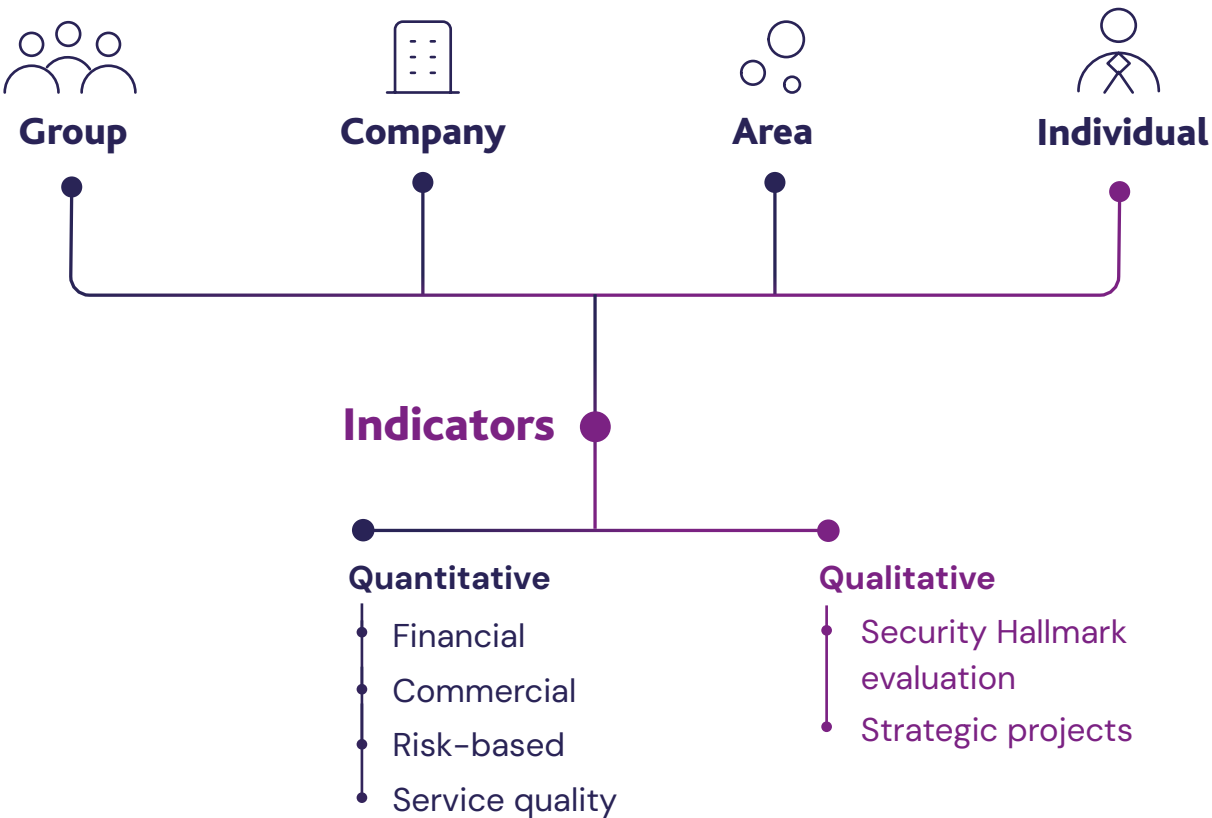 Group
Company
Area
Individual
Indicators
Quantitative
Financial
Commercial
Risk-based
Service quality
Qualitative
Security Hallmark
evaluation
Strategic projects